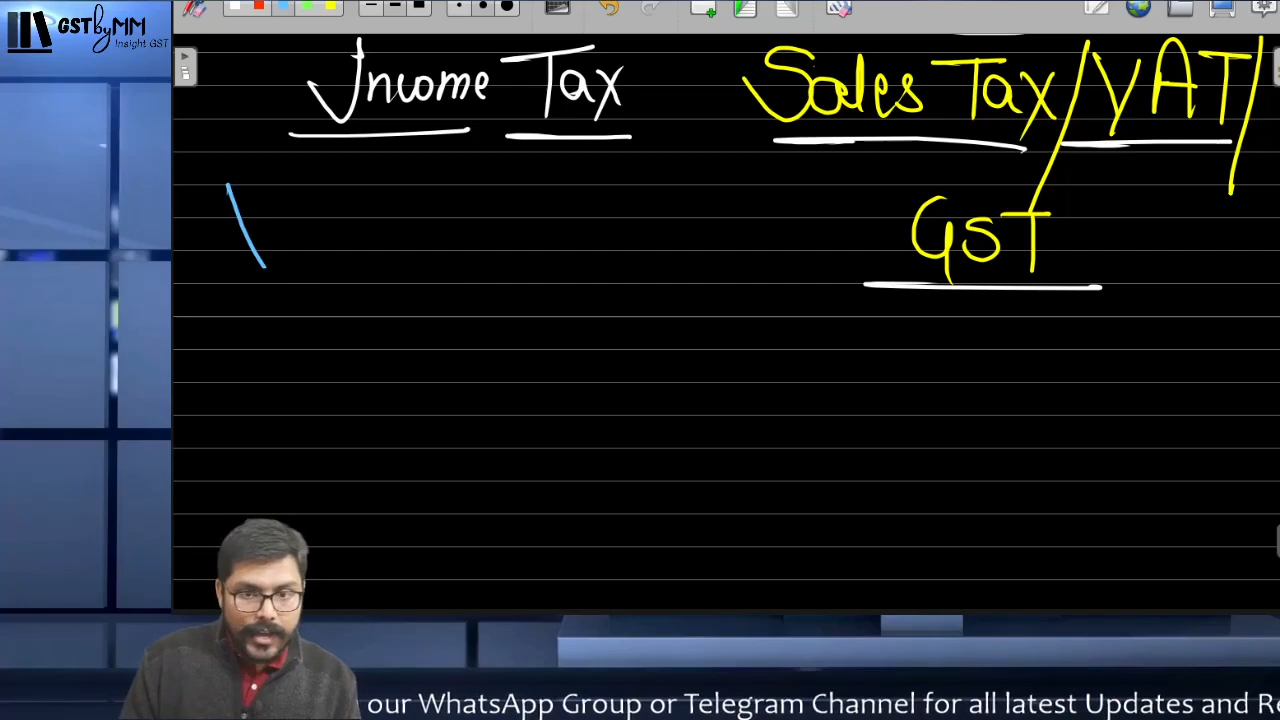 GSTbyMM
Insight GST
Income Tax
Sales Tax/VAT/
GST
our WhatsApp Group or Telegram Channel for all latest Updates and Re